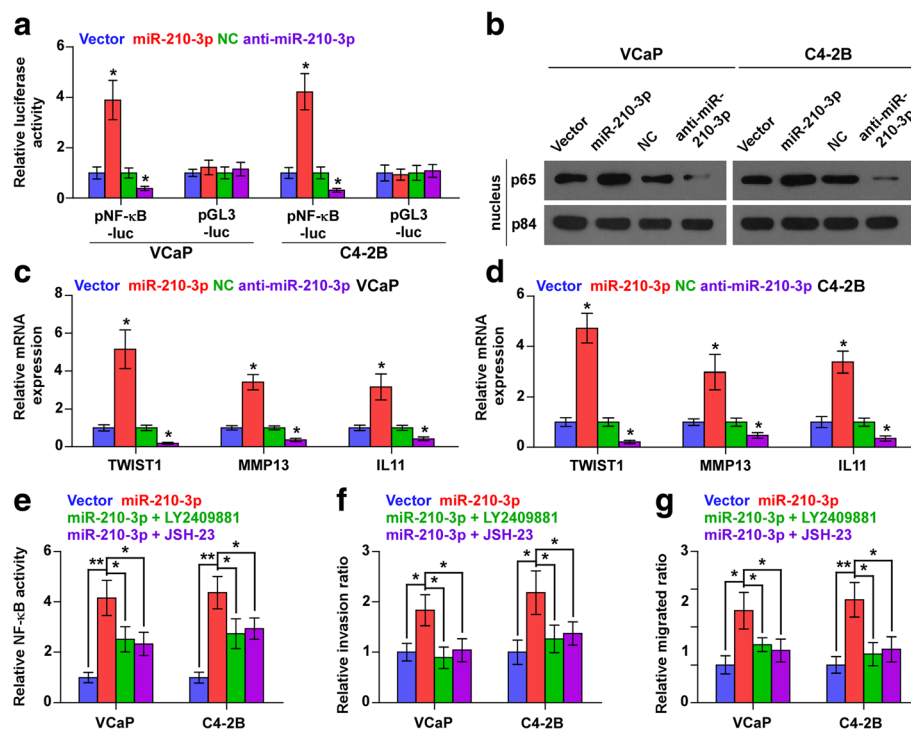 a
Vector miR-210-3p NC anti-miR-210-3p
Relative luciferase
activity
6
4
2
0
* * * *
pNF-κB
-luc
pGL3
-luc
pNF-κB
-luc
pGL3
-luc
VCaP C4-2B
b
VCaP C4-2B
Vector miR-210-3p NC anti-miR-
210-3p
Vector miR-210-3p NC anti-miR-
210-3p
nucleus
p65
p84
c
Vector miR-210-3p NC anti-miR-210-3p VCaP
Relative mRNA
expression
8
6
4
2
0
* * * * * *
TWIST1 MMP13 IL11
d
Vector miR-210-3p NC anti-miR-210-3p C4-2B
Relative mRNA
expression
6
4
2
0
* * * * * *
TWIST1 MMP13 IL11
e
Vector miR-210-3p
miR-210-3p + LY2409881
miR-210-3p + JSH-23
Relative NF-κB activity
6
4
2
0
** * * ** * *
VCaP C4-2B
f
Vector miR-210-3p
miR-210-3p + LY2409881
miR-210-3p + JSH-23
Relative invasion ratio
3
2
1
0
* * * * * *
VCaP C4-2B
g
Vector miR-210-3p
miR-210-3p + LY2409881
miR-210-3p + JSH-23
Relative migrated ratio
3
2
1
0
* * * ** * *
VCaP C4-2B